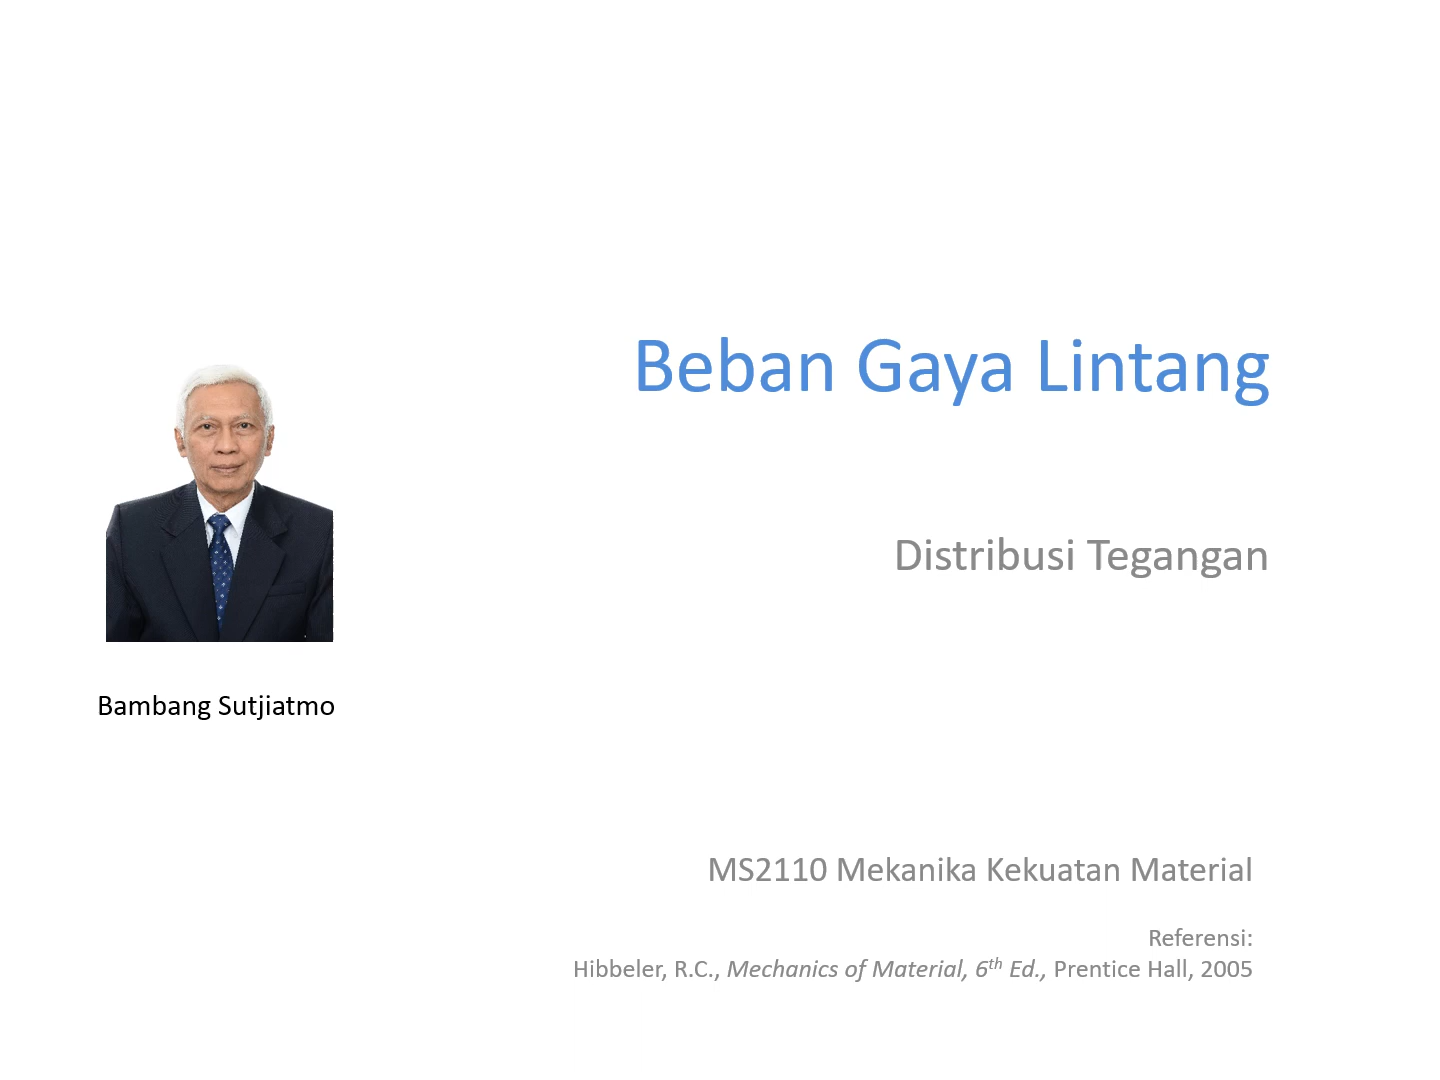 Beban Gaya Lintang
Distribusi Tegangan
Bambang Sutjiatmo
MS2110 Mekanika Kekuatan Material
Referensi:
Hibbeler, R.C., Mechanics of Material, 6th Ed., Prentice Hall, 2005